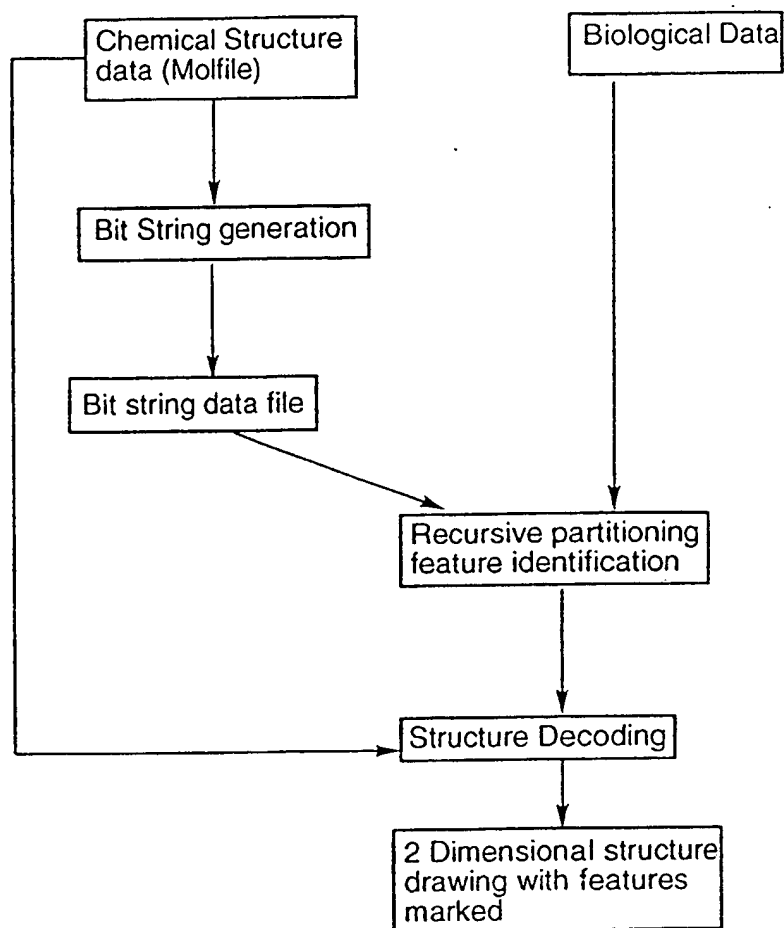 Chemical Structure
data (Molfile)
Biological Data
Bit String generation
Bit string data file
Recursive partitioning
feature identification
Structure Decoding
2 Dimensional structure
drawing with features
marked